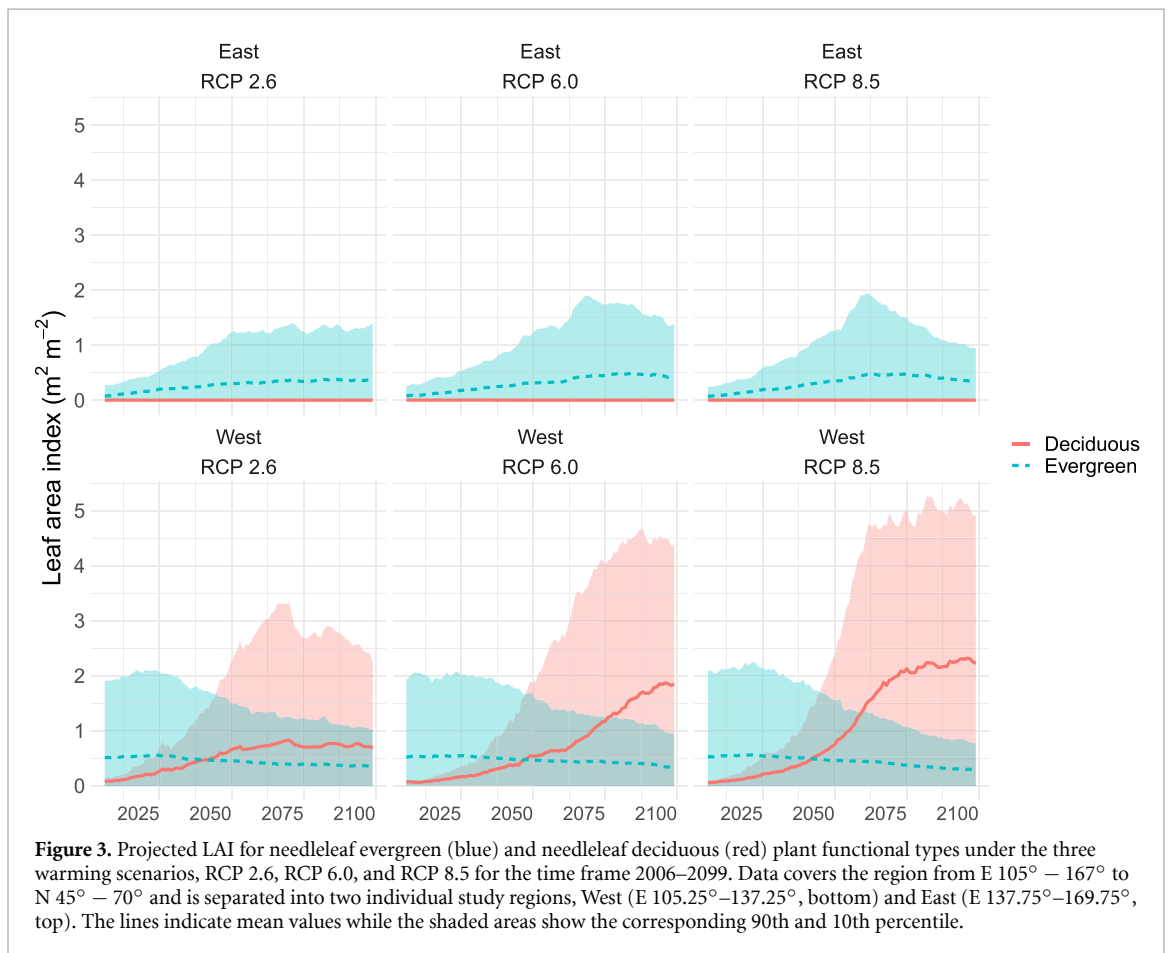 East
RCP 2.6
East
RCP 6.0
East
RCP 8.5
5
4
3
2
1
0
Leaf area index (m² m⁻²)
West
RCP 2.6
West
RCP 6.0
West
RCP 8.5
5
4
3
2
1
0
2025 2050 2075 2100
2025 2050 2075 2100
2025 2050 2075 2100
Deciduous
Evergreen
Figure 3. Projected LAI for needleleaf evergreen (blue) and needleleaf deciduous (red) plant functional types under the three
warming scenarios, RCP 2.6, RCP 6.0, and RCP 8.5 for the time frame 2006–2099. Data covers the region from E 105° − 167° to
N 45° − 70° and is separated into two individual study regions, West (E 105.25°–137.25°, bottom) and East (E 137.75°–169.75°,
top). The lines indicate mean values while the shaded areas show the corresponding 90th and 10th percentile.